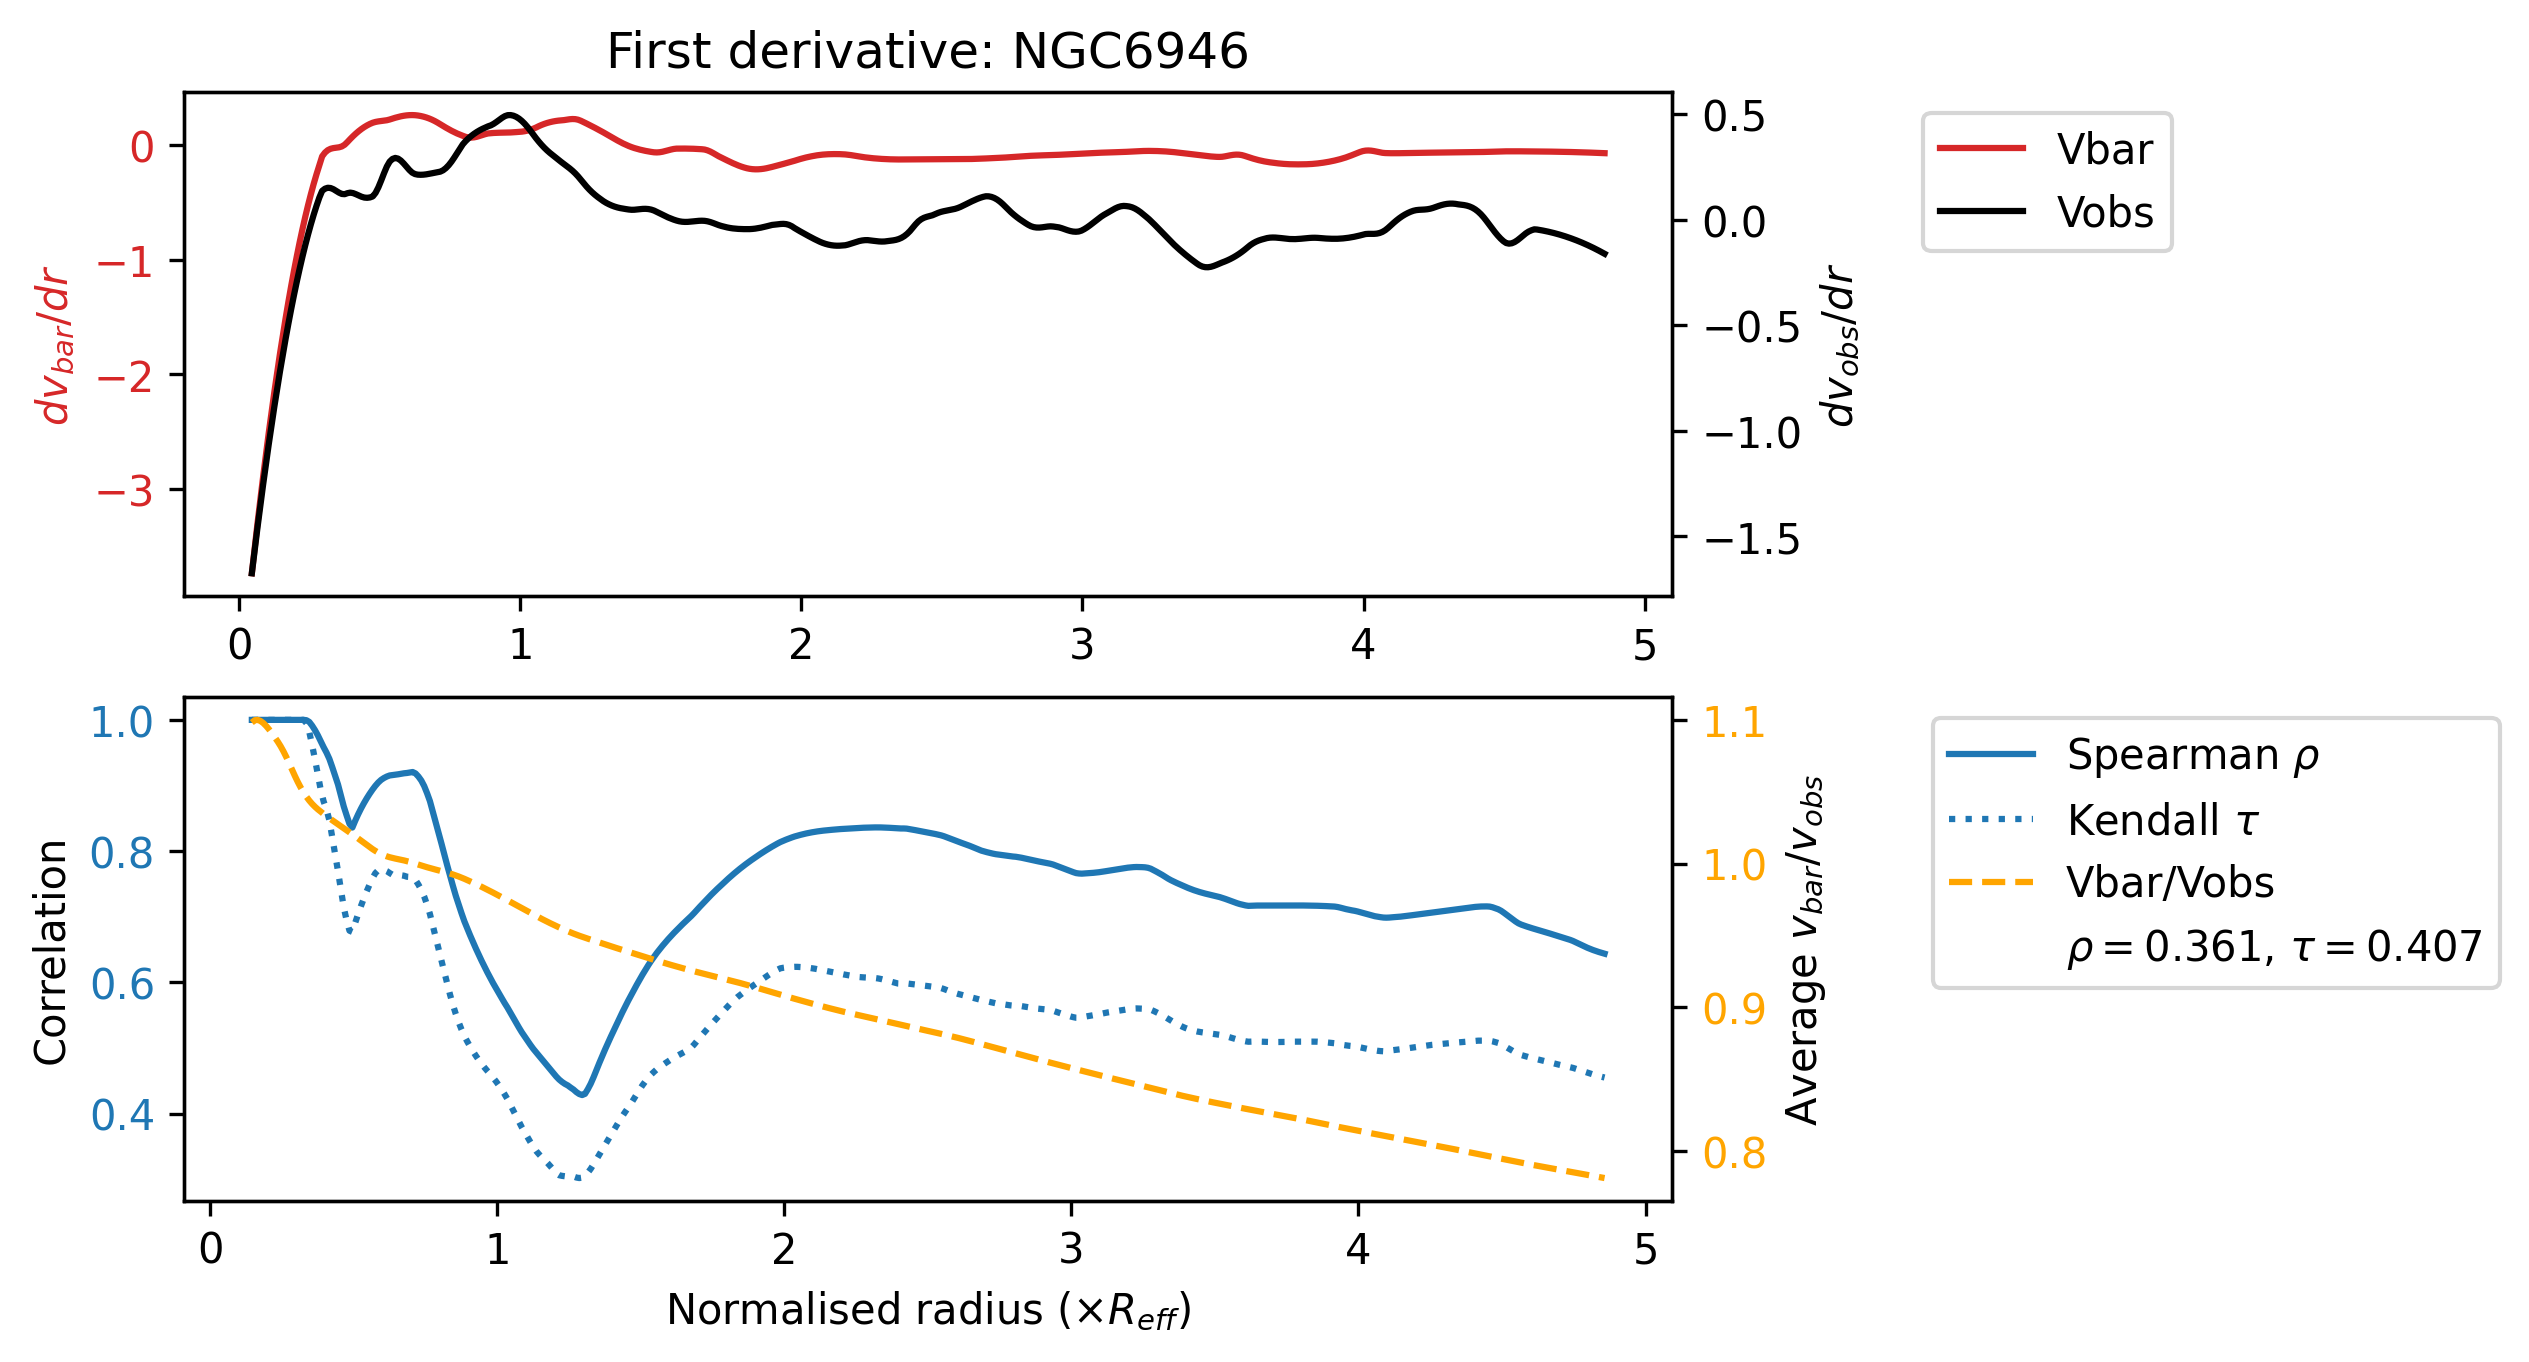 First derivative: NGC6946
dv_bar/dr
0
−1
−2
−3
0.5
0.0
−0.5
−1.0
−1.5
dv_obs/dr
0 1 2 3 4 5
Vbar
Vobs
Correlation
1.0
0.8
0.6
0.4
1.1
1.0
0.9
0.8
Average v_bar/v_obs
0 1 2 3 4 5
Normalised radius (×R_eff)
Spearman ρ
Kendall τ
Vbar/Vobs
ρ = 0.361, τ = 0.407